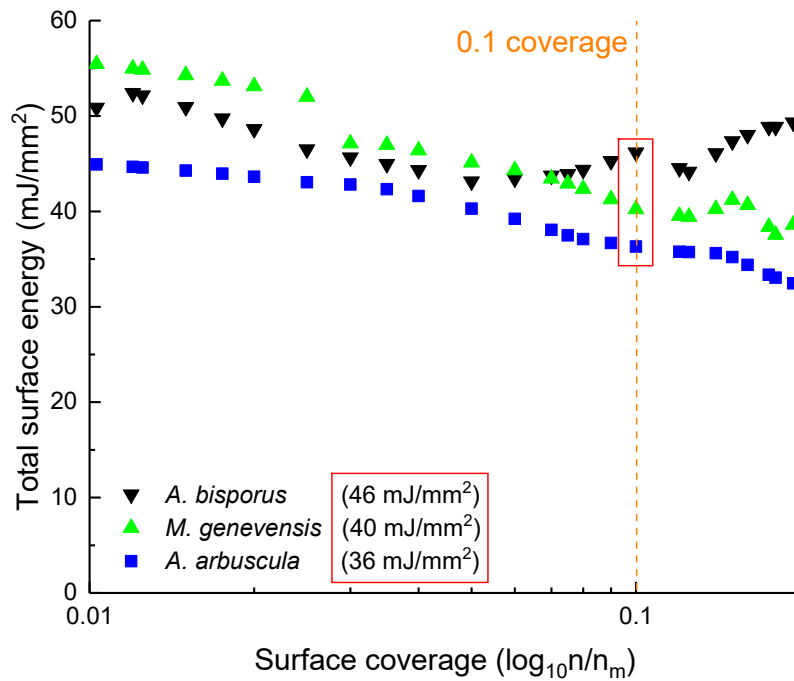 60
0.1 coverage
50
40
30
20
10
0
Total surface energy (mJ/mm²)
A. bisporus (46 mJ/mm²)
M. genevensis (40 mJ/mm²)
A. arbuscula (36 mJ/mm²)
0.01 0.1
Surface coverage (log₁₀n/nₘ)